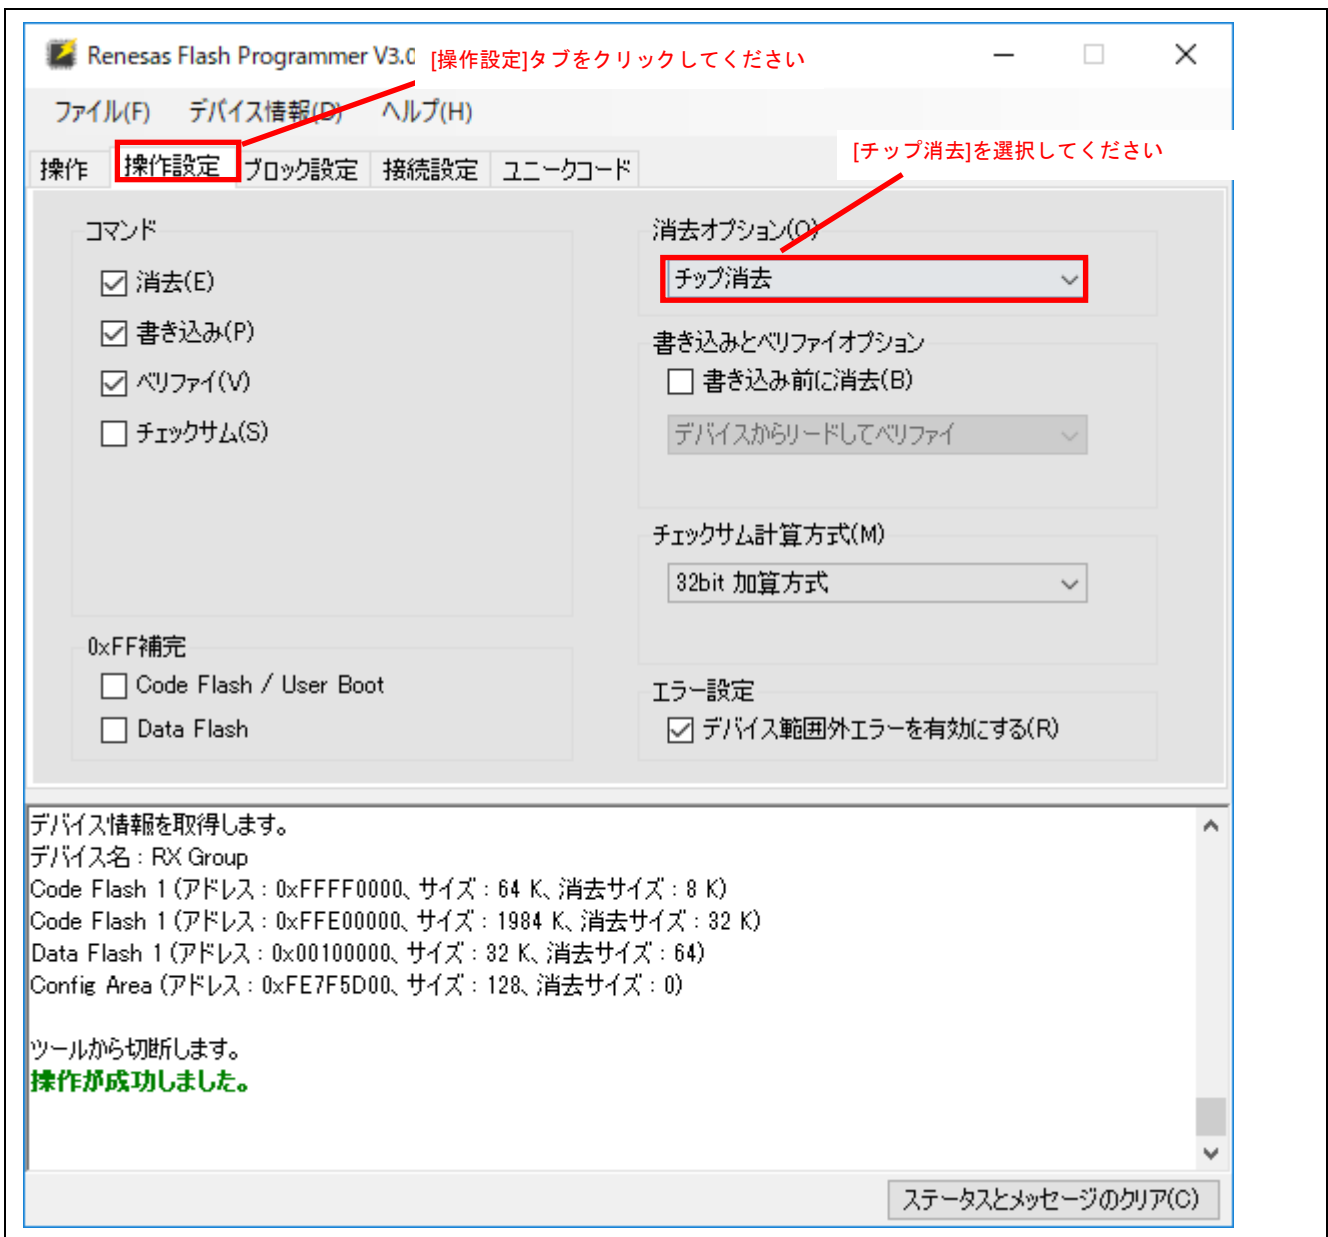 Renesas Flash Programmer V3.0
[操作設定]タブをクリックしてください
ファイル(F) デバイス情報(D) ヘルプ(H)
[チップ消去]を選択してください
操作 操作設定 ブロック設定 接続設定 ユニークコード
コマンド
消去(E)
書き込み(P)
ベリファイ(V)
チェックサム(S)
0xFF補完
Code Flash / User Boot
Data Flash
消去オプション(O)
チップ消去
書き込みとベリファイオプション
書き込み前に消去(B)
デバイスからリードしてベリファイ
チェックサム計算方式(M)
32bit 加算方式
エラー設定
デバイス範囲外エラーを有効にする(R)
デバイス情報を取得します。
デバイス名 : RX Group
Code Flash 1 (アドレス : 0xFFFF0000、サイズ : 64 K、消去サイズ : 8 K)
Code Flash 1 (アドレス : 0xFFE00000、サイズ : 1984 K、消去サイズ : 32 K)
Data Flash 1 (アドレス : 0x00100000、サイズ : 32 K、消去サイズ : 64)
Config Area (アドレス : 0xFE7F5D00、サイズ : 128、消去サイズ : 0)
ツールから切断します。
操作が成功しました。
ステータスとメッセージのクリア(C)